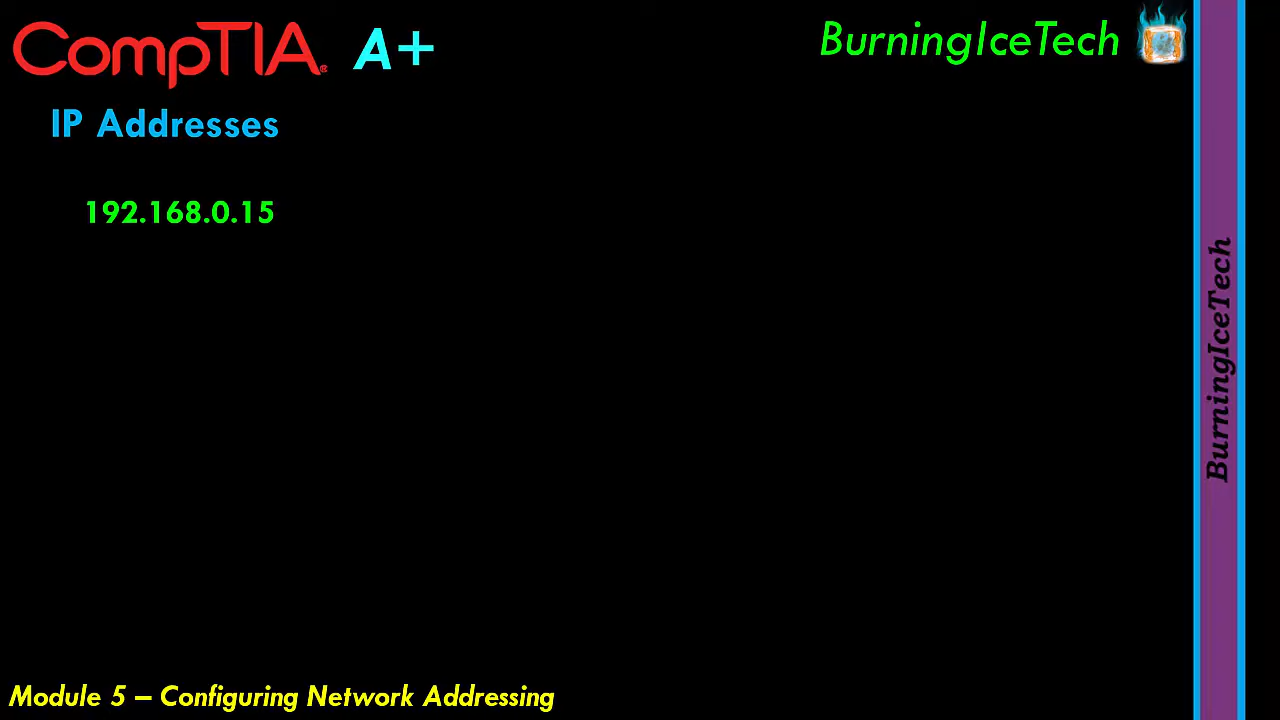 CompTIA® A+
BurningIceTech
IP Addresses
192.168.0.15
BurningIceTech
Module 5 – Configuring Network Addressing